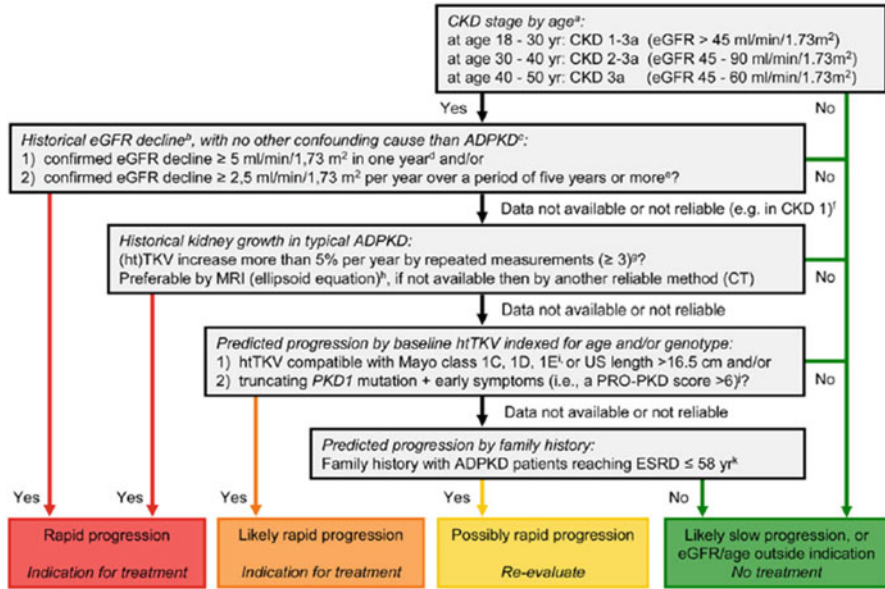 CKD stage by ageᵃ:
at age 18 - 30 yr: CKD 1-3a (eGFR > 45 ml/min/1.73m²)
at age 30 - 40 yr: CKD 2-3a (eGFR 45 - 90 ml/min/1.73m²)
at age 40 - 50 yr: CKD 3a (eGFR 45 - 60 ml/min/1.73m²)
Yes
No
Historical eGFR declineᵇ, with no other confounding cause than ADPKDᶜ:
1) confirmed eGFR decline ≥ 5 ml/min/1,73 m² in one yearᵈ and/or
2) confirmed eGFR decline ≥ 2,5 ml/min/1,73 m² per year over a period of five years or moreᵉ?
No
Data not available or not reliable (e.g. in CKD 1)ᶠ
Historical kidney growth in typical ADPKD:
(ht)TKV increase more than 5% per year by repeated measurements (≥ 3)ᵍ?
Preferable by MRI (ellipsoid equation)ʰ, if not available then by another reliable method (CT)
No
Data not available or not reliable
Predicted progression by baseline htTKV indexed for age and/or genotype:
1) htTKV compatible with Mayo class 1C, 1D, 1Eⁱ, or US length >16.5 cm and/or
2) truncating PKD1 mutation + early symptoms (i.e., a PRO-PKD score >6)ʲ?
No
Data not available or not reliable
Predicted progression by family history:
Family history with ADPKD patients reaching ESRD ≤ 58 yrᵏ
Yes
Yes
Yes
Yes
No
Rapid progression
Indication for treatment
Likely rapid progression
Indication for treatment
Possibly rapid progression
Re-evaluate
Likely slow progression, or
eGFR/age outside indication
No treatment